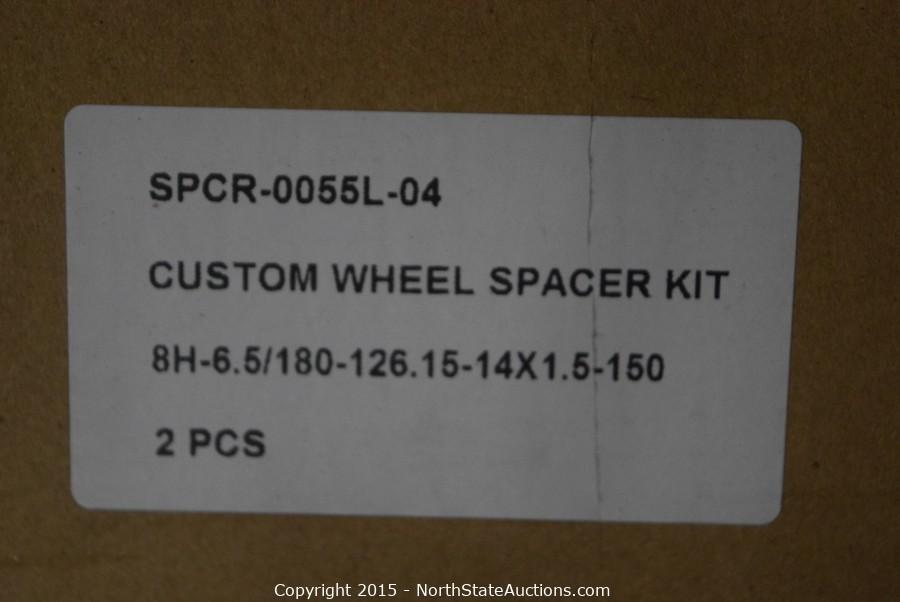 SPCR-0055L-04
CUSTOM WHEEL SPACER KIT
8H-6.5/180-126.15-14X1.5-150
2 PCS
Copyright 2015 - NorthStateAuctions.com